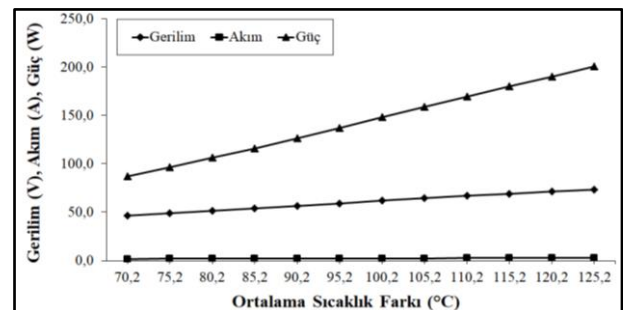 Gerilim (V), Akım (A), Güç (W)
250,0
200,0
150,0
100,0
50,0
0,0
Gerilim Akım Güç
70,2 75,2 80,2 85,2 90,2 95,2 100,2 105,2 110,2 115,2 120,2 125,2
Ortalama Sıcaklık Farkı (°C)